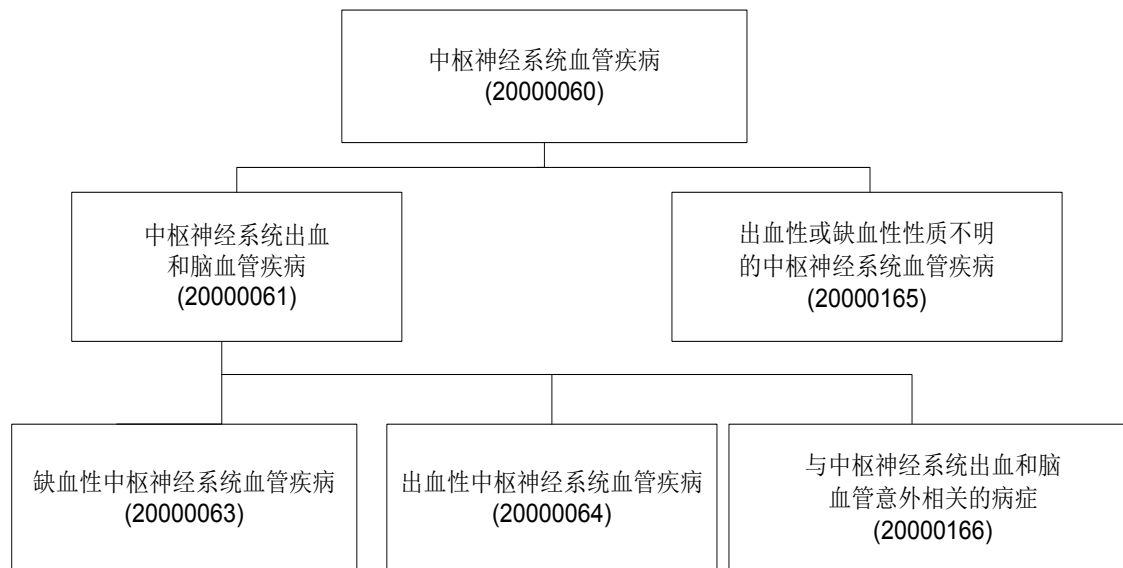 中枢神经系统血管疾病
(20000060)
中枢神经系统出血
和脑血管疾病
(20000061)
出血性或缺血性性质不明
的中枢神经系统血管疾病
(20000165)
缺血性中枢神经系统血管疾病
(20000063)
出血性中枢神经系统血管疾病
(20000064)
与中枢神经系统出血和脑
血管意外相关的病症
(20000166)